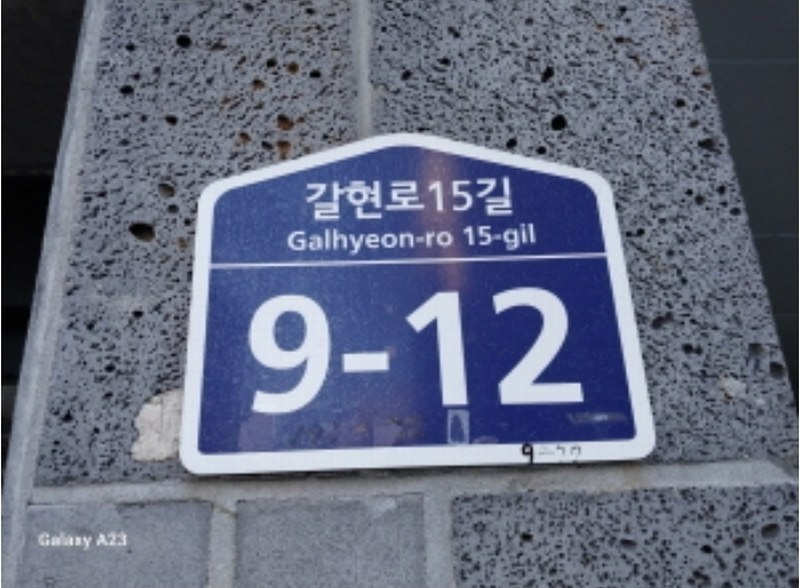 갈현로15길
Galhyeon-ro 15-gil
9-12
Galaxy A23